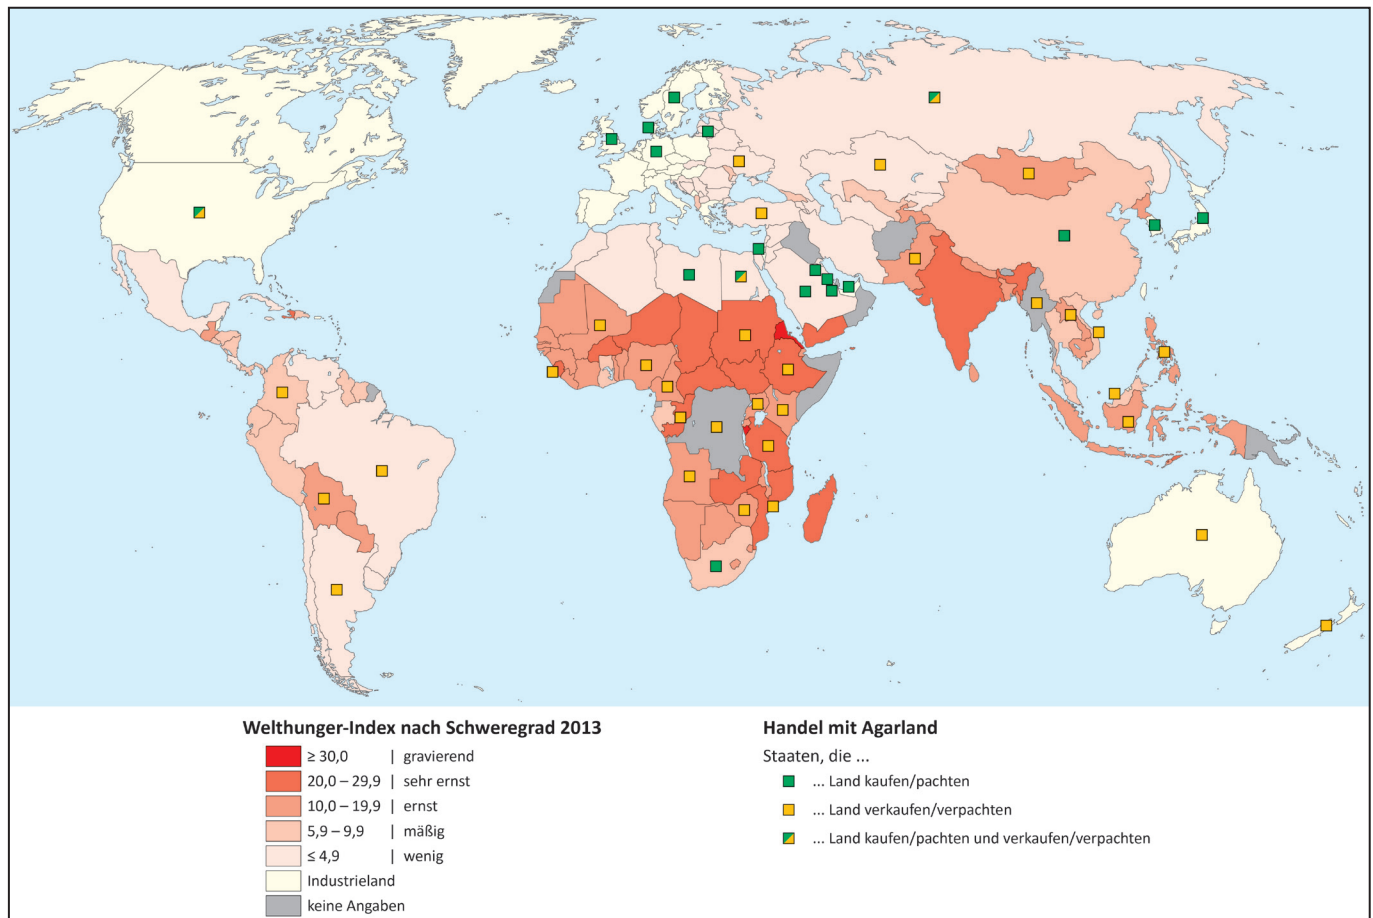 Welthunger-Index nach Schweregrad 2013
≥ 30,0 | gravierend
20,0 – 29,9 | sehr ernst
10,0 – 19,9 | ernst
5,9 – 9,9 | mäßig
≤ 4,9 | wenig
Industrieland
keine Angaben
Handel mit Agarland
Staaten, die ...
... Land kaufen/pachten
... Land verkaufen/verpachten
... Land kaufen/pachten und verkaufen/verpachten